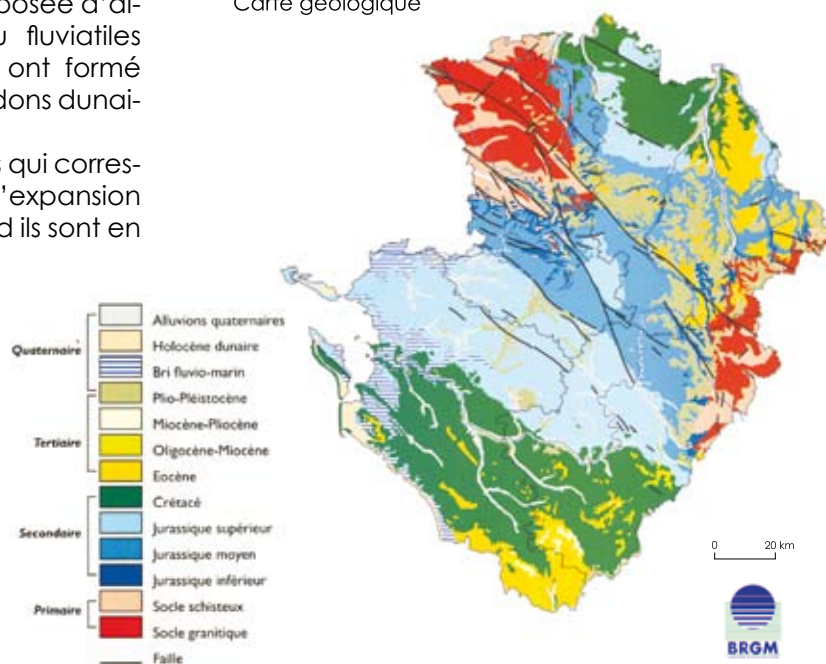 posée d'al-
u fluviatiles
ont formé
dons dunai-
s qui corres-
l'expansion
d ils sont en
Carte géologique
Quaternaire
Alluvions quaternaires
Holocène dunaire
Bri fluvio-marin
Tertiaire
Plio-Pléistocène
Miocène-Pliocène
Oligocène-Miocène
Eocène
Secondaire
Crétacé
Jurassique supérieur
Jurassique moyen
Jurassique inférieur
Primaire
Socle schisteux
Socle granitique
Faille
0 20 km
BRGM